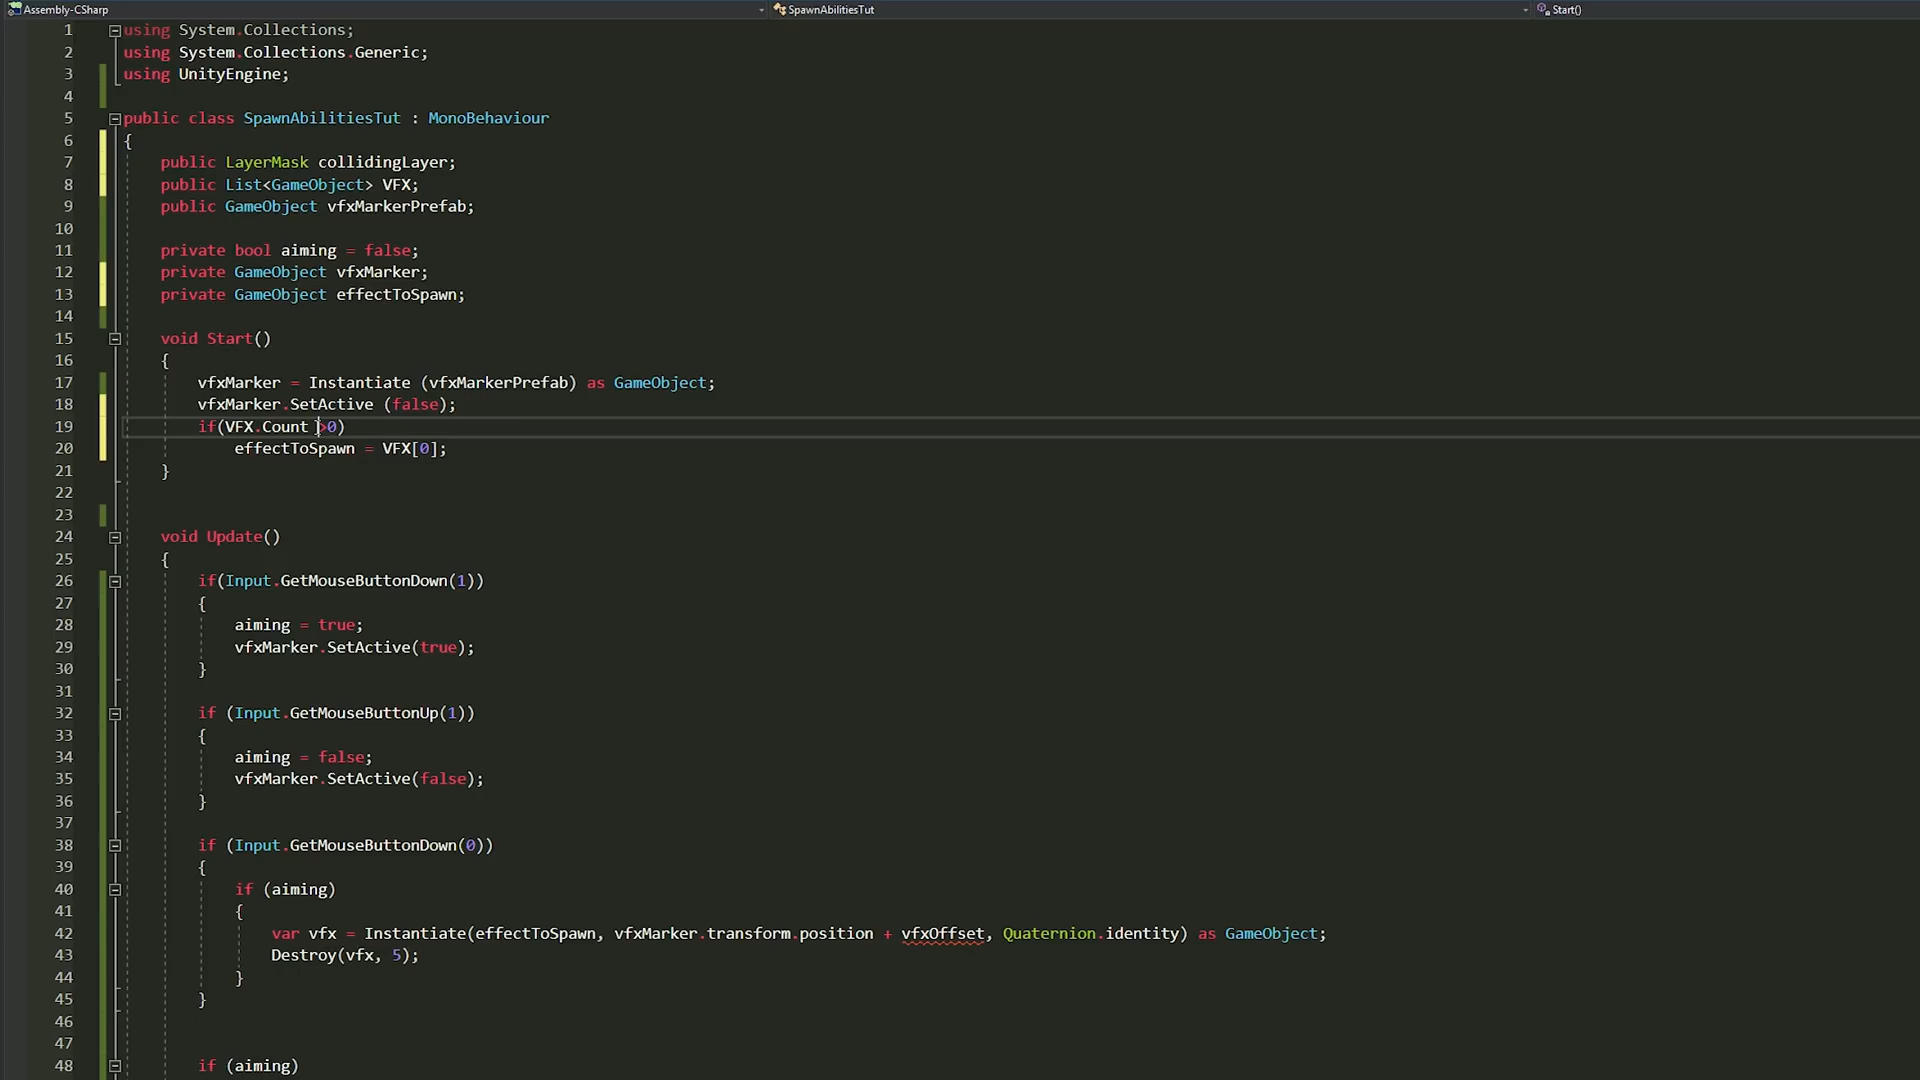 Assembly-CSharp SpawnAbilitiesTut Start()
1 using System.Collections;
2 using System.Collections.Generic;
3 using UnityEngine;
4
5 public class SpawnAbilitiesTut : MonoBehaviour
6 {
7 public LayerMask collidingLayer;
8 public List<GameObject> VFX;
9 public GameObject vfxMarkerPrefab;
10
11 private bool aiming = false;
12 private GameObject vfxMarker;
13 private GameObject effectToSpawn;
14
15 void Start()
16 {
17 vfxMarker = Instantiate (vfxMarkerPrefab) as GameObject;
18 vfxMarker.SetActive (false);
19 if(VFX.Count >0)
20 effectToSpawn = VFX[0];
21 }
22
23
24 void Update()
25 {
26 if(Input.GetMouseButtonDown(1))
27 {
28 aiming = true;
29 vfxMarker.SetActive(true);
30 }
31
32 if (Input.GetMouseButtonUp(1))
33 {
34 aiming = false;
35 vfxMarker.SetActive(false);
36 }
37
38 if (Input.GetMouseButtonDown(0))
39 {
40 if (aiming)
41 {
42 var vfx = Instantiate(effectToSpawn, vfxMarker.transform.position + vfxOffset, Quaternion.identity) as GameObject;
43 Destroy(vfx, 5);
44 }
45 }
46
47
48 if (aiming)